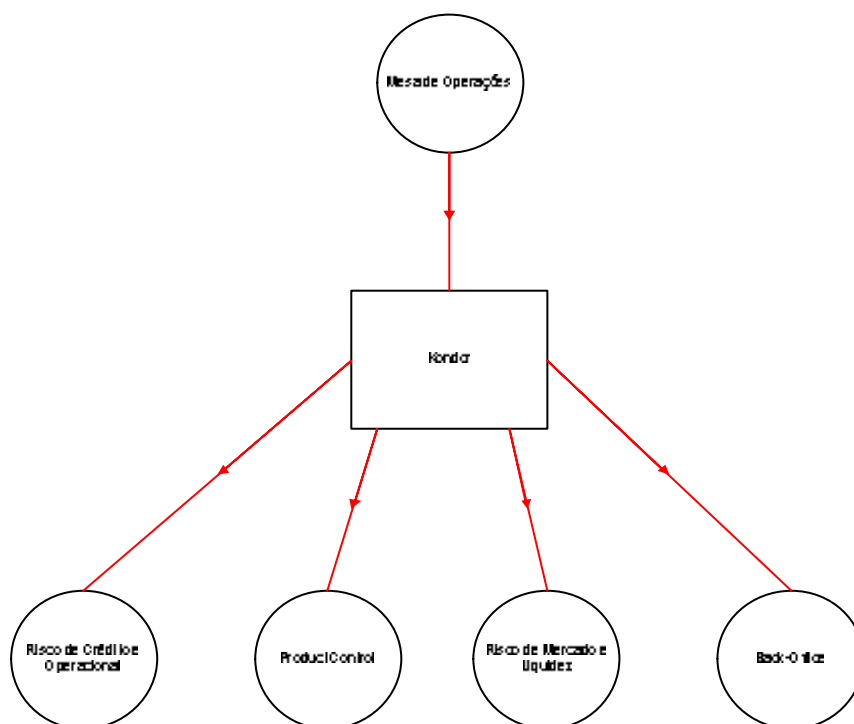 Mesa de Operações
Kondor
Risco de Crédito e
Operacional
Product Control
Risco de Mercado e
Liquidez
Back-Office